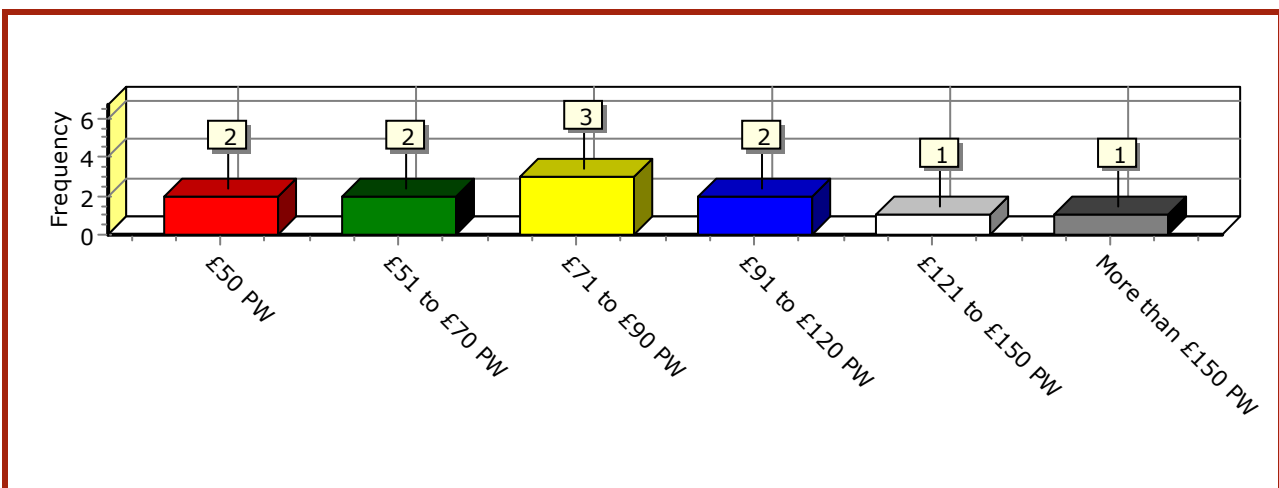 Frequency
6
4
2
0
2
2
3
2
1
1
£50 PW
£51 to £70 PW
£71 to £90 PW
£91 to £120 PW
£121 to £150 PW
More than £150 PW